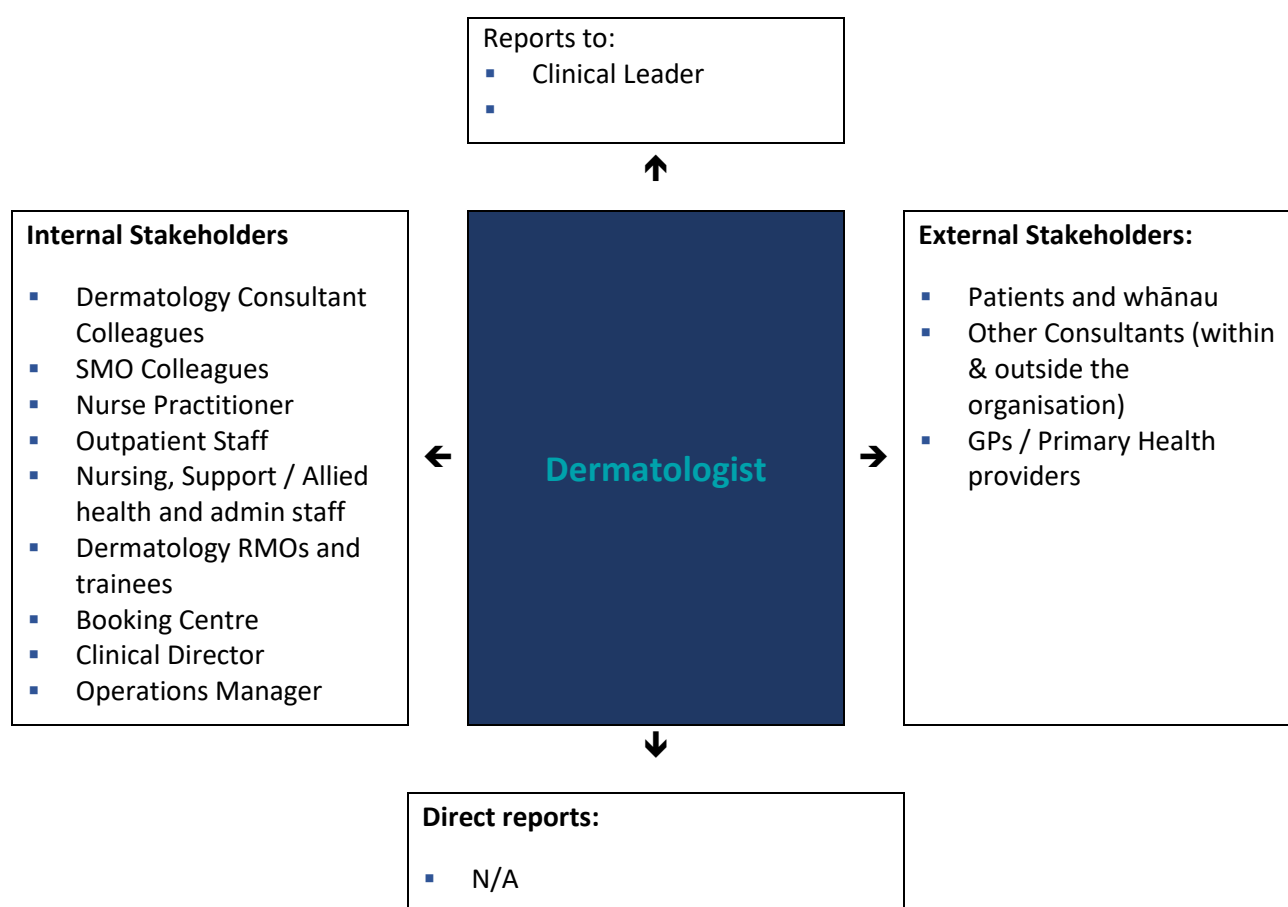 Reports to:
▪ Clinical Leader
▪
Internal Stakeholders
▪ Dermatology Consultant
Colleagues
▪ SMO Colleagues
▪ Nurse Practitioner
▪ Outpatient Staff
▪ Nursing, Support / Allied
health and admin staff
▪ Dermatology RMOs and
trainees
▪ Booking Centre
▪ Clinical Director
▪ Operations Manager
Dermatologist
External Stakeholders:
▪ Patients and whānau
▪ Other Consultants (within
& outside the
organisation)
▪ GPs / Primary Health
providers
Direct reports:
▪ N/A